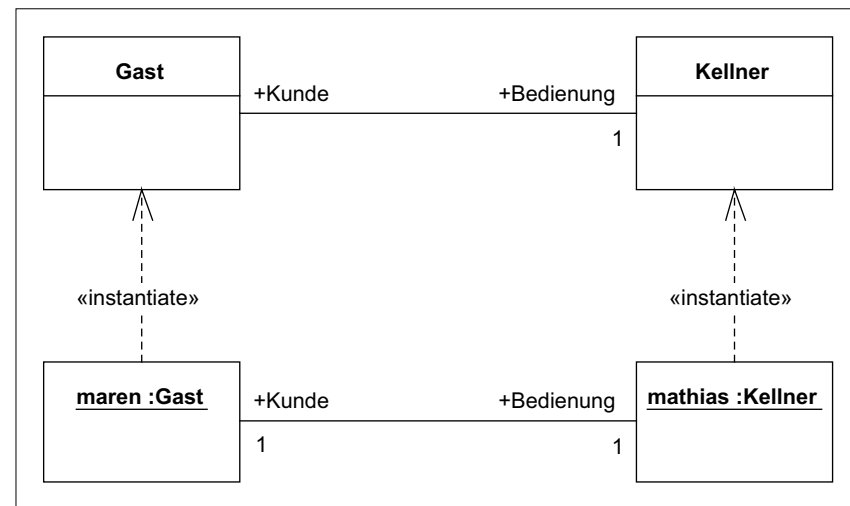 Gast
Kellner
+Kunde
+Bedienung
1
«instantiate»
«instantiate»
maren :Gast
mathias :Kellner
+Kunde
+Bedienung
1
1